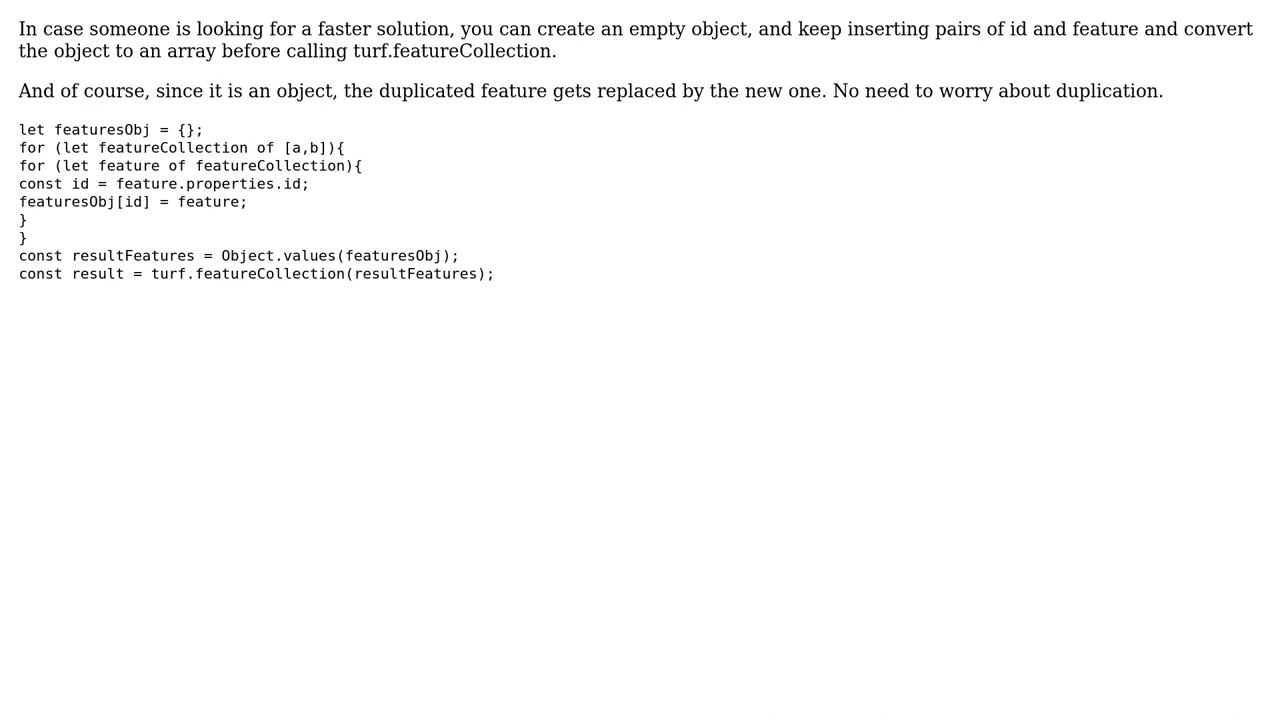 In case someone is looking for a faster solution, you can create an empty object, and keep inserting pairs of id and feature and convert
the object to an array before calling turf.featureCollection.
And of course, since it is an object, the duplicated feature gets replaced by the new one. No need to worry about duplication.
let featuresObj = {};
for (let featureCollection of [a,b]){
for (let feature of featureCollection){
const id = feature.properties.id;
featuresObj[id] = feature;
}
}
const resultFeatures = Object.values(featuresObj);
const result = turf.featureCollection(resultFeatures);